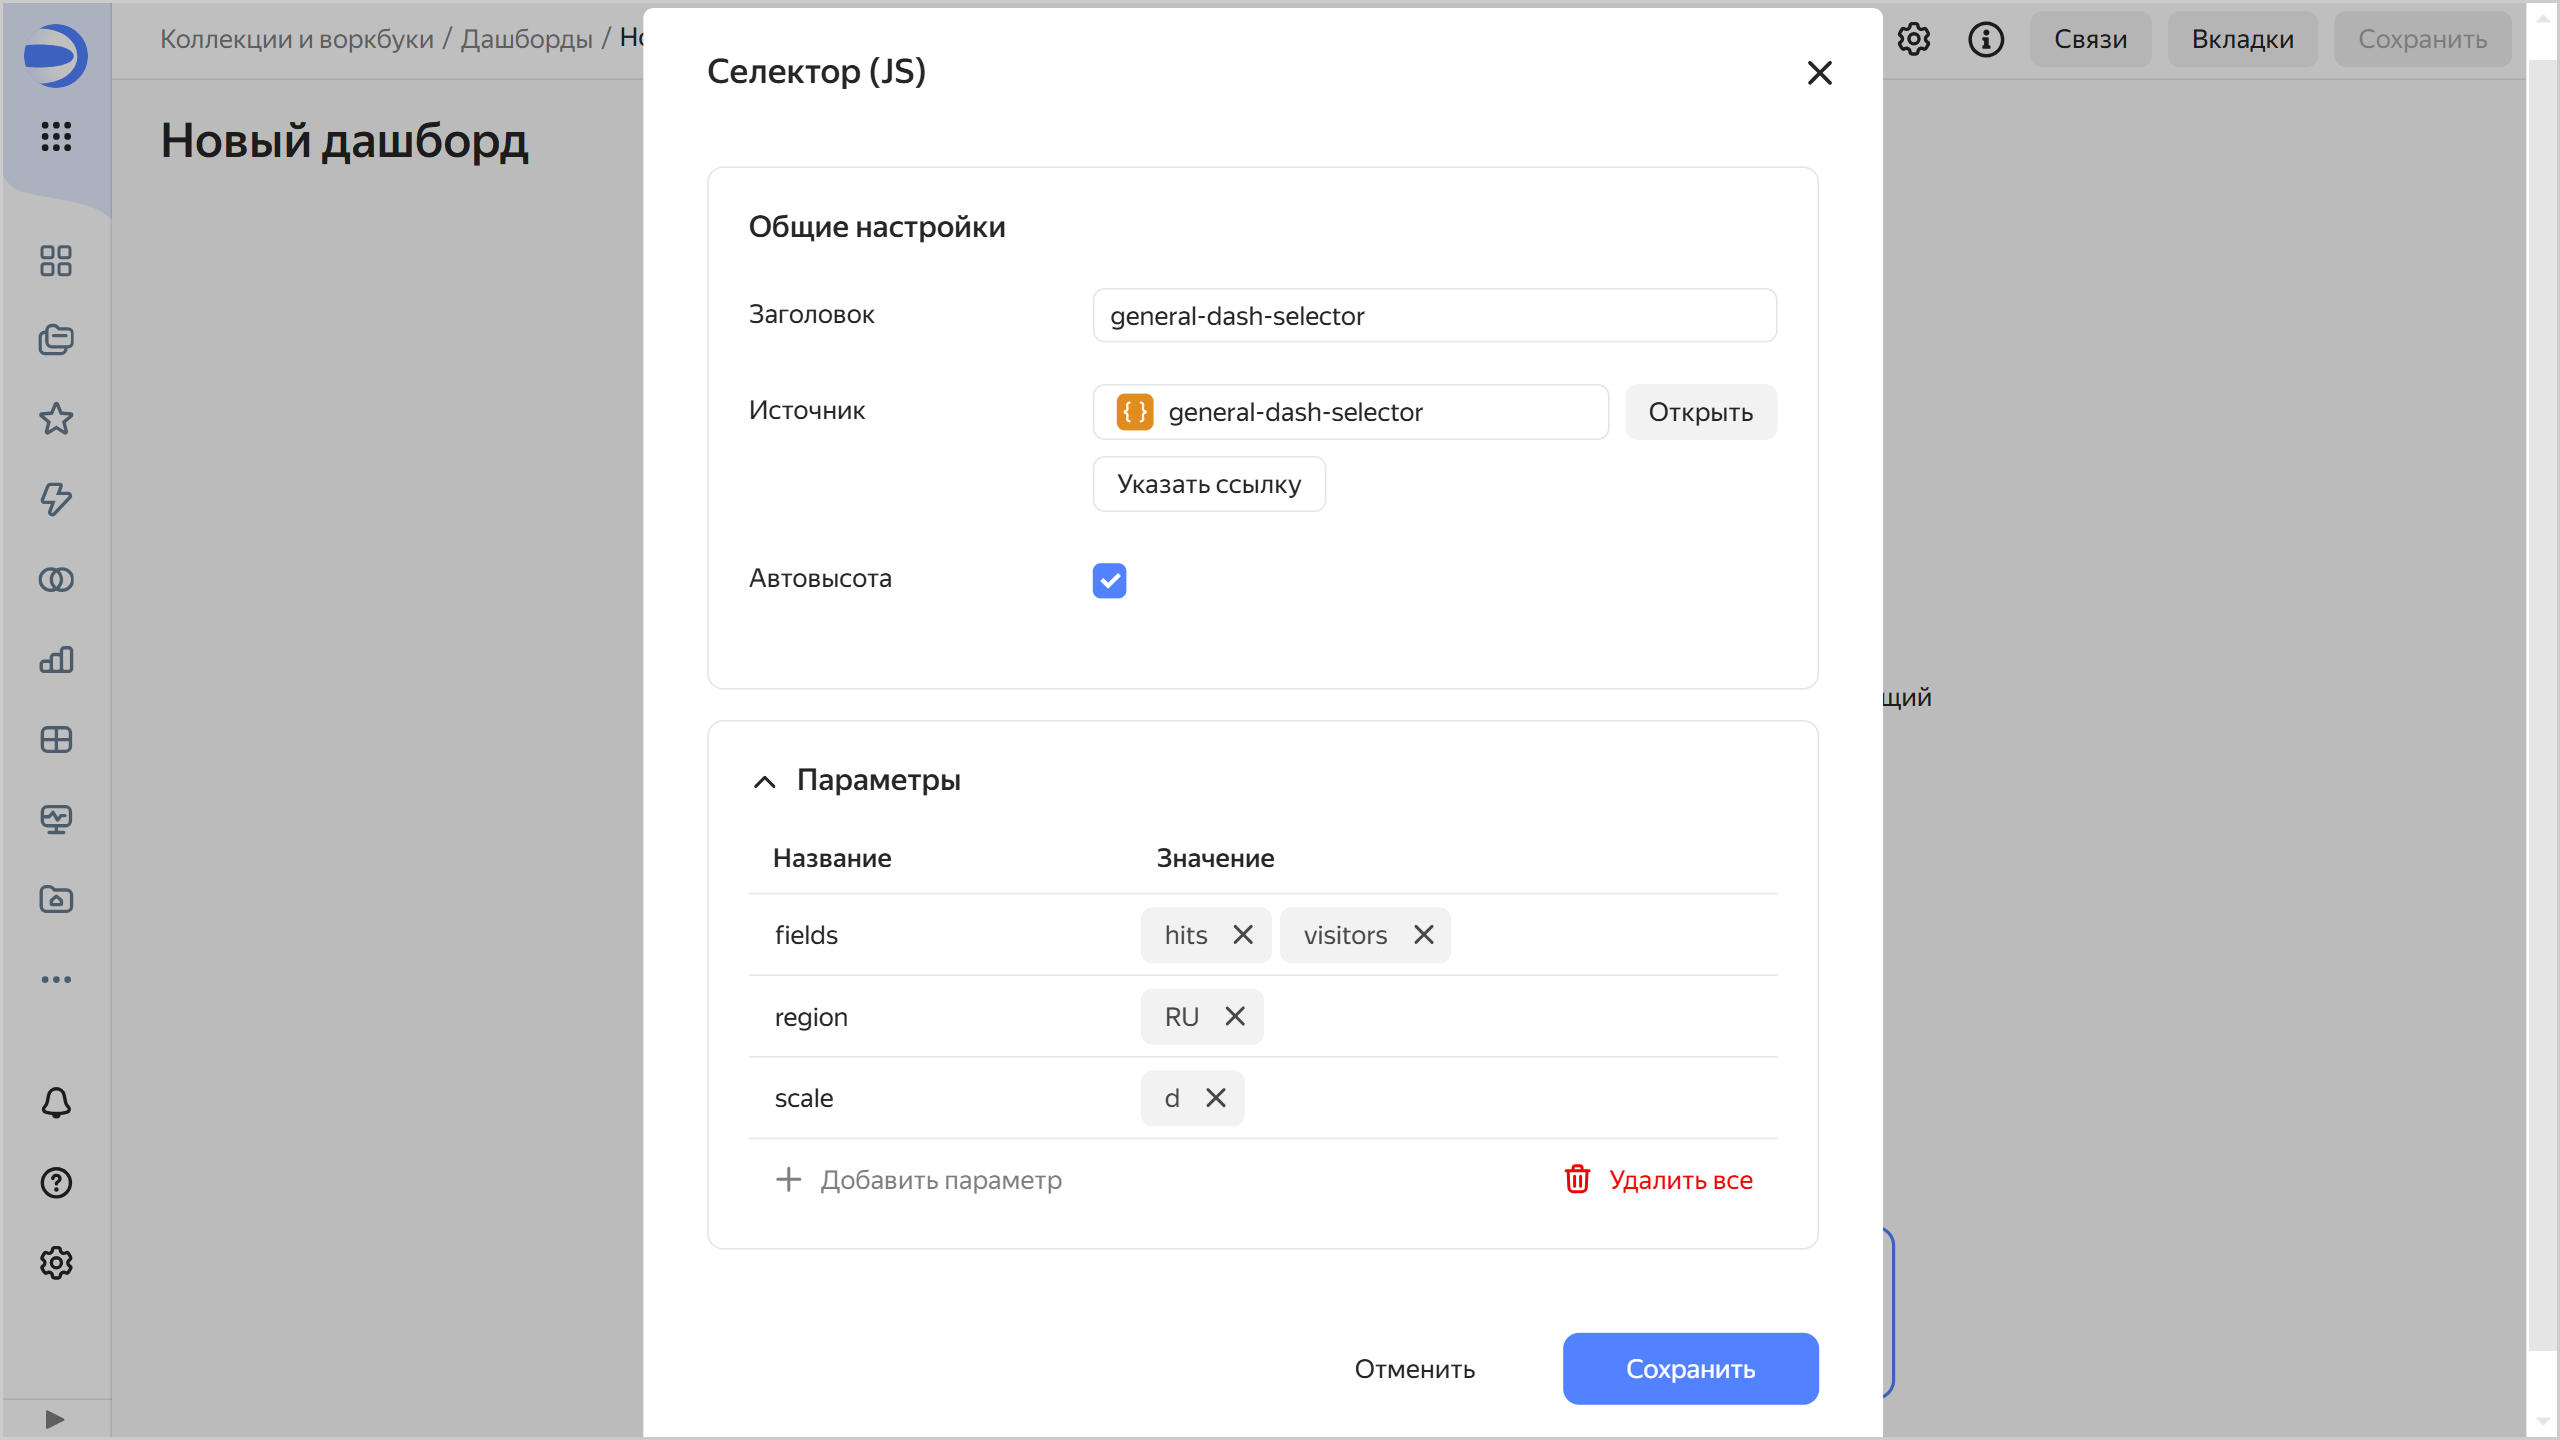 Коллекции и воркбуки / Дашборды /
Связи
Вкладки
Сохранить
Новый дашборд
Селектор (JS)
Общие настройки
Заголовок
general-dash-selector
Источник
general-dash-selector
Открыть
Указать ссылку
Автовысота
Параметры
Название
Значение
fields
hits
visitors
region
RU
scale
d
Добавить параметр
Удалить все
Отменить
Сохранить